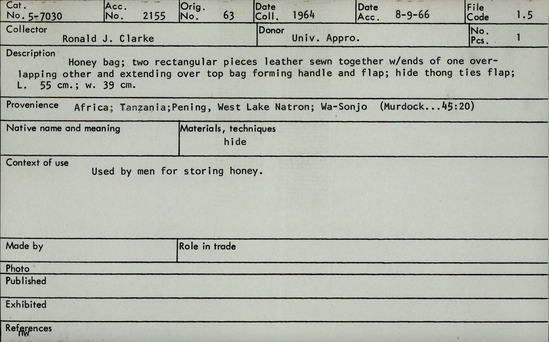 Cat. No. 5-7030 Acc. No. 2155 Orig. No. 63 Date Coll. 1964 Date Acc. 8-9-66 File Code 1.5
Collector Ronald J. Clarke Donor Univ. Appro. No. Pcs. 1
Description Honey bag; two rectangular pieces leather sewn together w/ends of one over-
lapping other and extending over top bag forming handle and flap; hide thong ties flap;
L. 55 cm.; w. 39 cm.
Provenience Africa; Tanzania;Pening, West Lake Natron; Wa-Sonjo (Murdock...45:20)
Native name and meaning Materials, techniques
hide
Context of use
Used by men for storing honey.
Made by Role in trade
Photo
Published
Exhibited
References